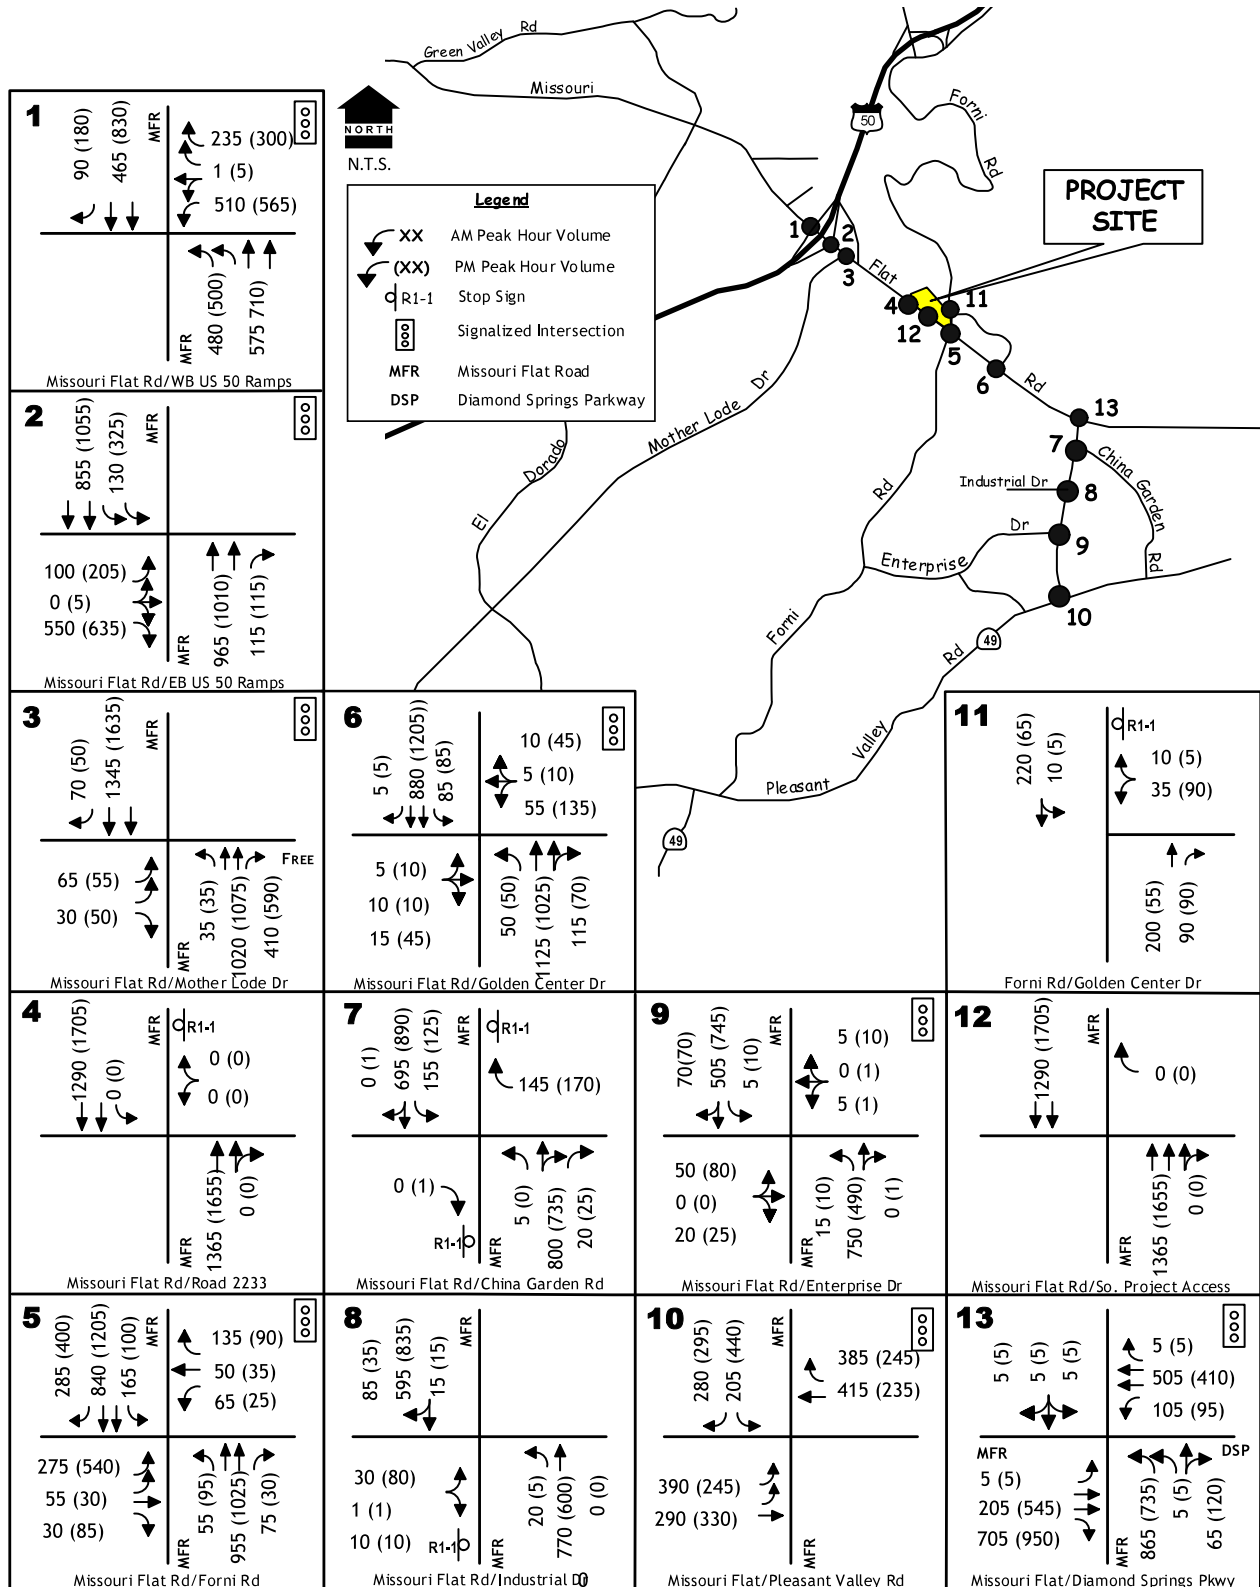 Green Valley Rd
Missouri
Forni
Rd
50
NORTH
N.T.S.
PROJECT
SITE
Legend
XX AM Peak Hour Volume
(XX) PM Peak Hour Volume
R1-1 Stop Sign
Signalized Intersection
MFR Missouri Flat Road
DSP Diamond Springs Parkway
1
2
3
Flat
4
11
12
5
6
Rd
13
7
China Garden
Rd
Industrial Dr
8
Dr
9
Enterprise
10
Mother Lode Dr
El Dorado
Rd
Forni
49
Rd
Valley
Pleasant
49
1
90 (180)
465 (830)
MFR
235 (300)
1 (5)
510 (565)
MFR
480 (500)
575 710)
Missouri Flat Rd/WB US 50 Ramps
2
855 (1055)
130 (325)
MFR
100 (205)
0 (5)
550 (635)
MFR
965 (1010)
115 (115)
Missouri Flat Rd/EB US 50 Ramps
3
70 (50)
1345 (1635)
MFR
FREE
65 (55)
30 (50)
MFR
35 (35)
1020 (1075)
410 (590)
Missouri Flat Rd/Mother Lode Dr
6
5 (5)
880 (1205))
85 (85)
10 (45)
5 (10)
55 (135)
5 (10)
10 (10)
15 (45)
50 (50)
1125 (1025)
115 (70)
Missouri Flat Rd/Golden Center Dr
11
220 (65)
10 (5)
R1-1
10 (5)
35 (90)
200 (55)
90 (90)
Forni Rd/Golden Center Dr
4
1290 (1705)
0 (0)
MFR
R1-1
0 (0)
0 (0)
MFR
1365 (1655)
0 (0)
Missouri Flat Rd/Road 2233
7
0 (1)
695 (890)
155 (125)
MFR
R1-1
145 (170)
0 (1)
R1-1
MFR
5 (0)
800 (735)
20 (25)
Missouri Flat Rd/China Garden Rd
9
70(70)
505 (745)
5 (10)
MFR
5 (10)
0 (1)
5 (1)
50 (80)
0 (0)
20 (25)
MFR
15 (10)
750 (490)
0 (1)
Missouri Flat Rd/Enterprise Dr
12
1290 (1705)
MFR
0 (0)
MFR
1365 (1655)
0 (0)
Missouri Flat Rd/So. Project Access
5
285 (400)
840 (1205)
165 (100)
MFR
135 (90)
50 (35)
65 (25)
275 (540)
55 (30)
30 (85)
MFR
55 (95)
955 (1025)
75 (30)
Missouri Flat Rd/Forni Rd
8
85 (35)
595 (835)
15 (15)
MFR
30 (80)
1 (1)
10 (10)
R1-1
MFR
20 (5)
770 (600)
0 (0)
Missouri Flat Rd/Industrial D
10
280 (295)
205 (440)
MFR
385 (245)
415 (235)
390 (245)
290 (330)
MFR
Missouri Flat/Pleasant Valley Rd
13
5 (5)
5 (5)
5 (5)
5 (5)
505 (410)
105 (95)
MFR
DSP
5 (5)
205 (545)
705 (950)
MFR
865 (735)
5 (5)
65 (120)
Missouri Flat/Diamond Springs Pkwy